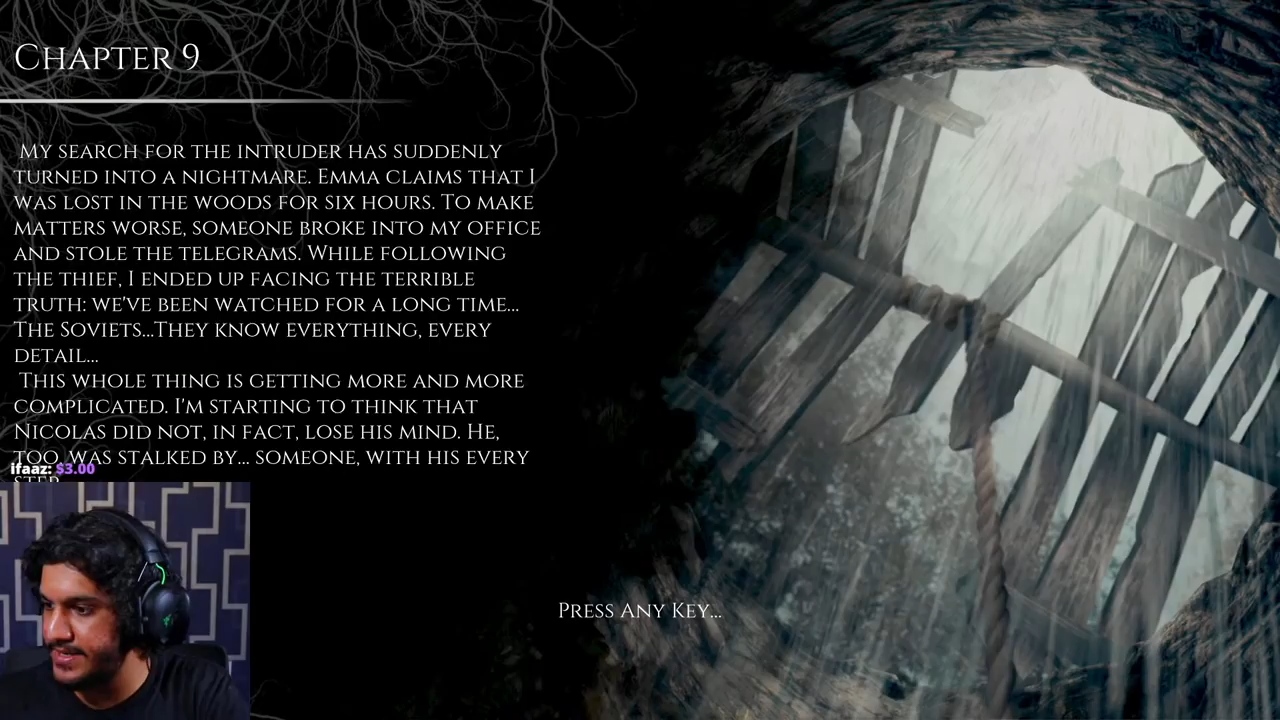 Chapter 9
My search for the intruder has suddenly
turned into a nightmare. Emma claims that I
was lost in the woods for six hours. To make
matters worse, someone broke into my office
and stole the telegrams. While following
the thief, I ended up facing the terrible
truth: we've been watched for a long time...
The Soviets...They know everything, every
detail...
This whole thing is getting more and more
complicated. I'm starting to think that
Nicolas did not, in fact, lose his mind. He,
too, was stalked by... someone, with his every
step
ifaaz: $3.00
Press Any Key...